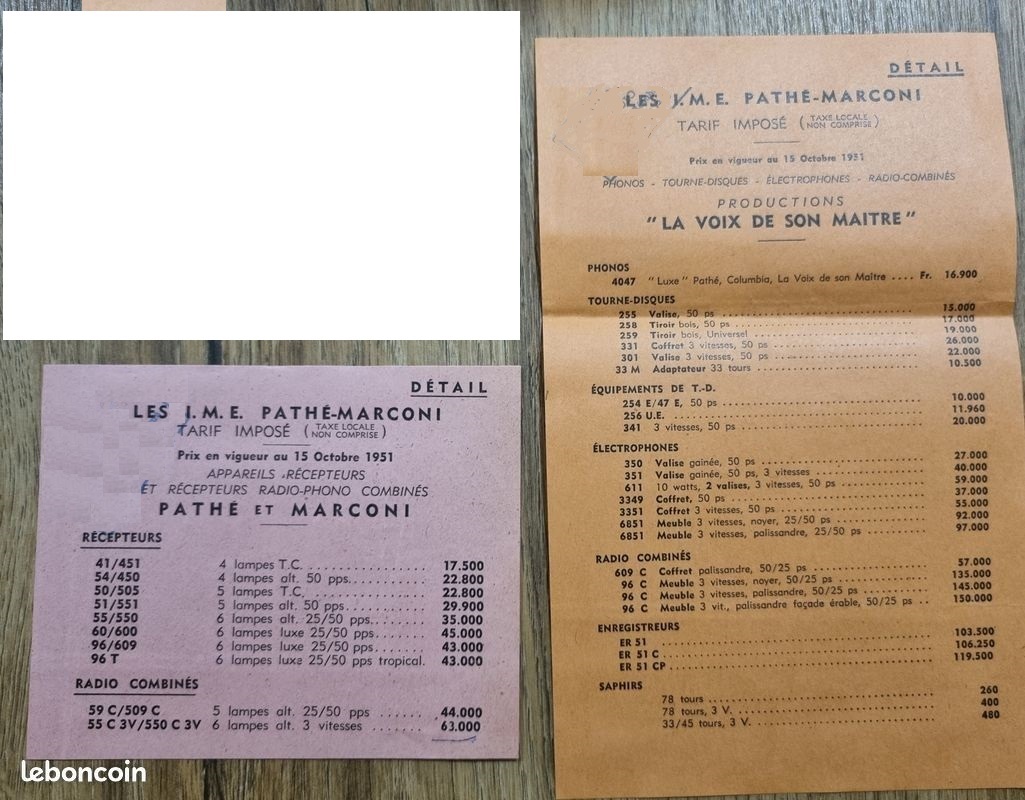 DÉTAIL
LES I.M.E. PATHÉ-MARCONI
TARIF IMPOSÉ (TAXE LOCALE NON COMPRISE)
Prix en vigueur au 15 Octobre 1951
APPAREILS RÉCEPTEURS
ET RÉCEPTEURS RADIO-PHONO COMBINÉS
PATHÉ ET MARCONI
RÉCEPTEURS
41/451 4 lampes T.C. 17.500
54/450 4 lampes alt. 50 pps. 22.800
50/505 5 lampes T.C. 22.800
51/551 5 lampes alt. 50 pps. 29.900
55/550 6 lampes alt. 25/50 pps. 35.000
60/600 6 lampes luxe 25/50 pps. 45.000
96/609 6 lampes luxe 25/50 pps. 43.000
96 T 6 lampes luxe 25/50 pps tropical. 43.000
RADIO COMBINÉS
59 C/509 C 5 lampes alt. 25/50 pps 44.000
55 C 3V/550 C 3V 6 lampes alt. 3 vitesses 63.000
DÉTAIL
LES I.M.E. PATHÉ-MARCONI
TARIF IMPOSÉ (TAXE LOCALE NON COMPRISE)
Prix en vigueur au 15 Octobre 1951
PHONOS - TOURNE-DISQUES - ÉLECTROPHONES - RADIO-COMBINÉS
PRODUCTIONS
"LA VOIX DE SON MAITRE"
PHONOS
4047 "Luxe" Pathé, Columbia, La Voix de son Maître .... Fr. 16.900
TOURNE-DISQUES
255 Valise, 50 ps 15.000
258 Tiroir bois, 50 ps 17.000
259 Tiroir bois, Universel 19.000
331 Coffret 3 vitesses, 50 ps 26.000
301 Valise 3 vitesses, 50 ps 22.000
33 M Adaptateur 33 tours 10.500
ÉQUIPEMENTS DE T.-D.
254 E/47 E, 50 ps 10.000
256 U.E. 11.960
341 3 vitesses, 50 ps 20.000
ÉLECTROPHONES
350 Valise gainée, 50 ps 27.000
351 Valise gainée, 50 ps, 3 vitesses 40.000
611 10 watts, 2 valises, 3 vitesses, 50 ps 59.000
3349 Coffret, 50 ps 37.000
3351 Coffret 3 vitesses, 50 ps 55.000
6851 Meuble 3 vitesses, noyer, 25/50 ps 92.000
6851 Meuble 3 vitesses, palissandre, 25/50 ps 97.000
RADIO COMBINÉS
609 C Coffret palissandre, 50/25 ps 57.000
96 C Meuble 3 vitesses, noyer, 50/25 ps 135.000
96 C Meuble 3 vitesses, palissandre, 50/25 ps 145.000
96 C Meuble 3 vit., palissandre façade érable, 50/25 ps .. 150.000
ENREGISTREURS
ER 51 103.500
ER 51 C 106.250
ER 51 CP 119.500
SAPHIRS
78 tours 260
78 tours, 3 V. 400
33/45 tours, 3 V. 480
leboncoin